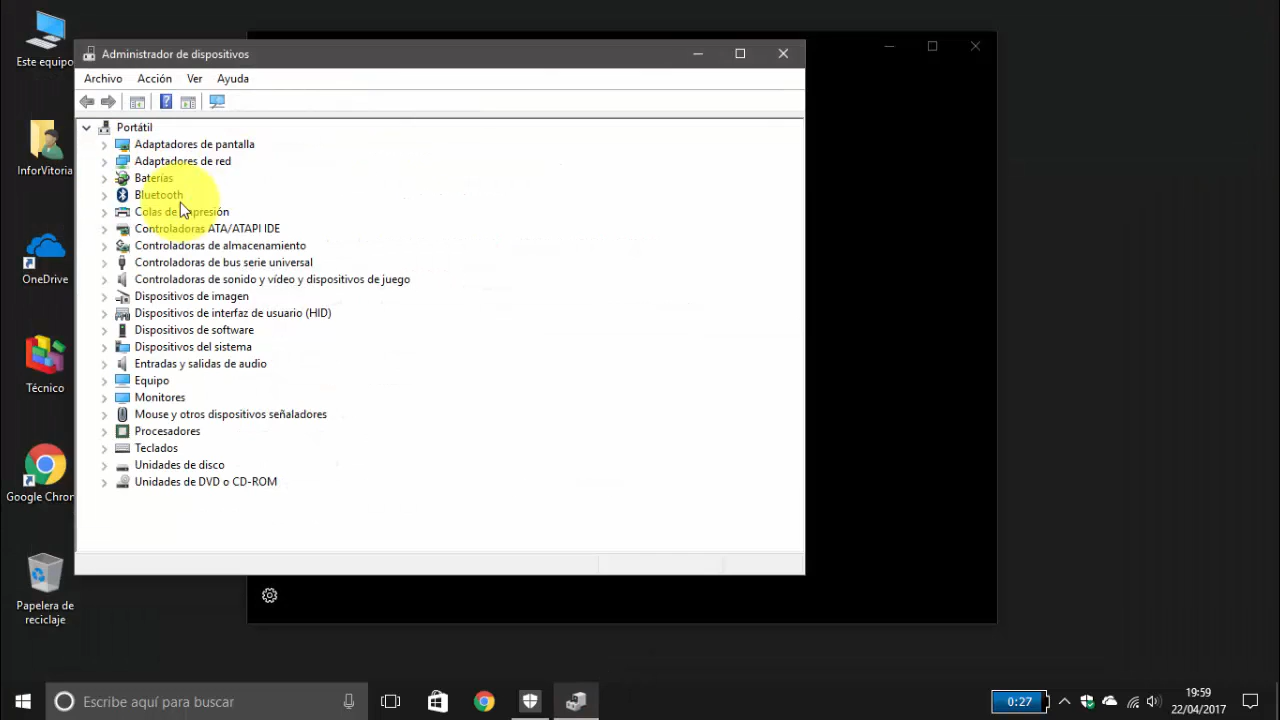 Este equipo
InforVitoria
OneDrive
Técnico
Google Chron
Papelera de
reciclaje
Administrador de dispositivos
Archivo Acción Ver Ayuda
Portátil
Adaptadores de pantalla
Adaptadores de red
Baterías
Bluetooth
Colas de impresión
Controladoras ATA/ATAPI IDE
Controladoras de almacenamiento
Controladoras de bus serie universal
Controladoras de sonido y vídeo y dispositivos de juego
Dispositivos de imagen
Dispositivos de interfaz de usuario (HID)
Dispositivos de software
Dispositivos del sistema
Entradas y salidas de audio
Equipo
Monitores
Mouse y otros dispositivos señaladores
Procesadores
Teclados
Unidades de disco
Unidades de DVD o CD-ROM
Escribe aquí para buscar
0:27
19:59
22/04/2017